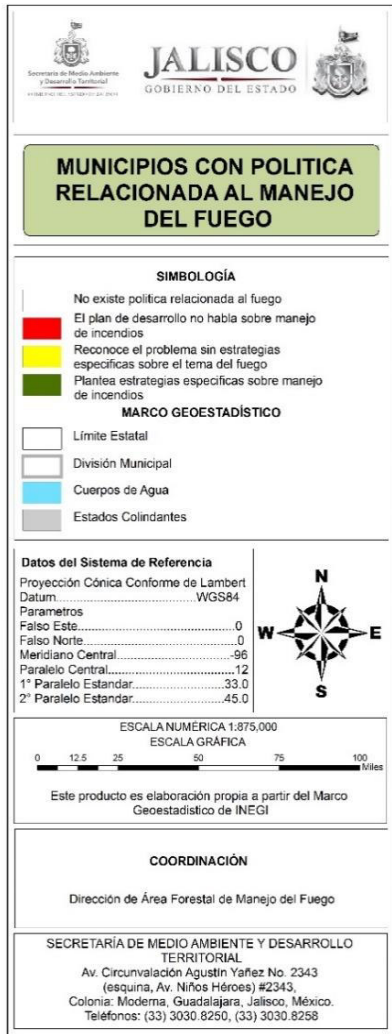 Secretaría de Medio Ambiente
y Desarrollo Territorial
JALISCO
GOBIERNO DEL ESTADO
MUNICIPIOS CON POLITICA
RELACIONADA AL MANEJO
DEL FUEGO
SIMBOLOGÍA
No existe politica relacionada al fuego
El plan de desarrollo no habla sobre manejo
de incendios
Reconoce el problema sin estrategias
especificas sobre el tema del fuego
Plantea estrategias especificas sobre manejo
de incendios
MARCO GEOESTADÍSTICO
Límite Estatal
División Municipal
Cuerpos de Agua
Estados Colindantes
Datos del Sistema de Referencia
Proyección Cónica Conforme de Lambert
Datum..........................WGS84
Parametros
Falso Este......................................0
Falso Norte....................................0
Meridiano Central........................-96
Paralelo Central...........................12
1° Paralelo Estandar..................33.0
2° Paralelo Estandar..................45.0
N
W E
S
ESCALA NUMÉRICA 1:875,000
ESCALA GRÁFICA
0 12.5 25 50 75 100
Miles
Este producto es elaboración propia a partir del Marco
Geoestadistico de INEGI
COORDINACIÓN
Dirección de Área Forestal de Manejo del Fuego
SECRETARÍA DE MEDIO AMBIENTE Y DESARROLLO
TERRITORIAL
Av. Circunvalación Agustín Yañez No. 2343
(esquina, Av. Niños Héroes) #2343,
Colonia: Moderna, Guadalajara, Jalisco, México.
Teléfonos: (33) 3030.8250, (33) 3030.8258